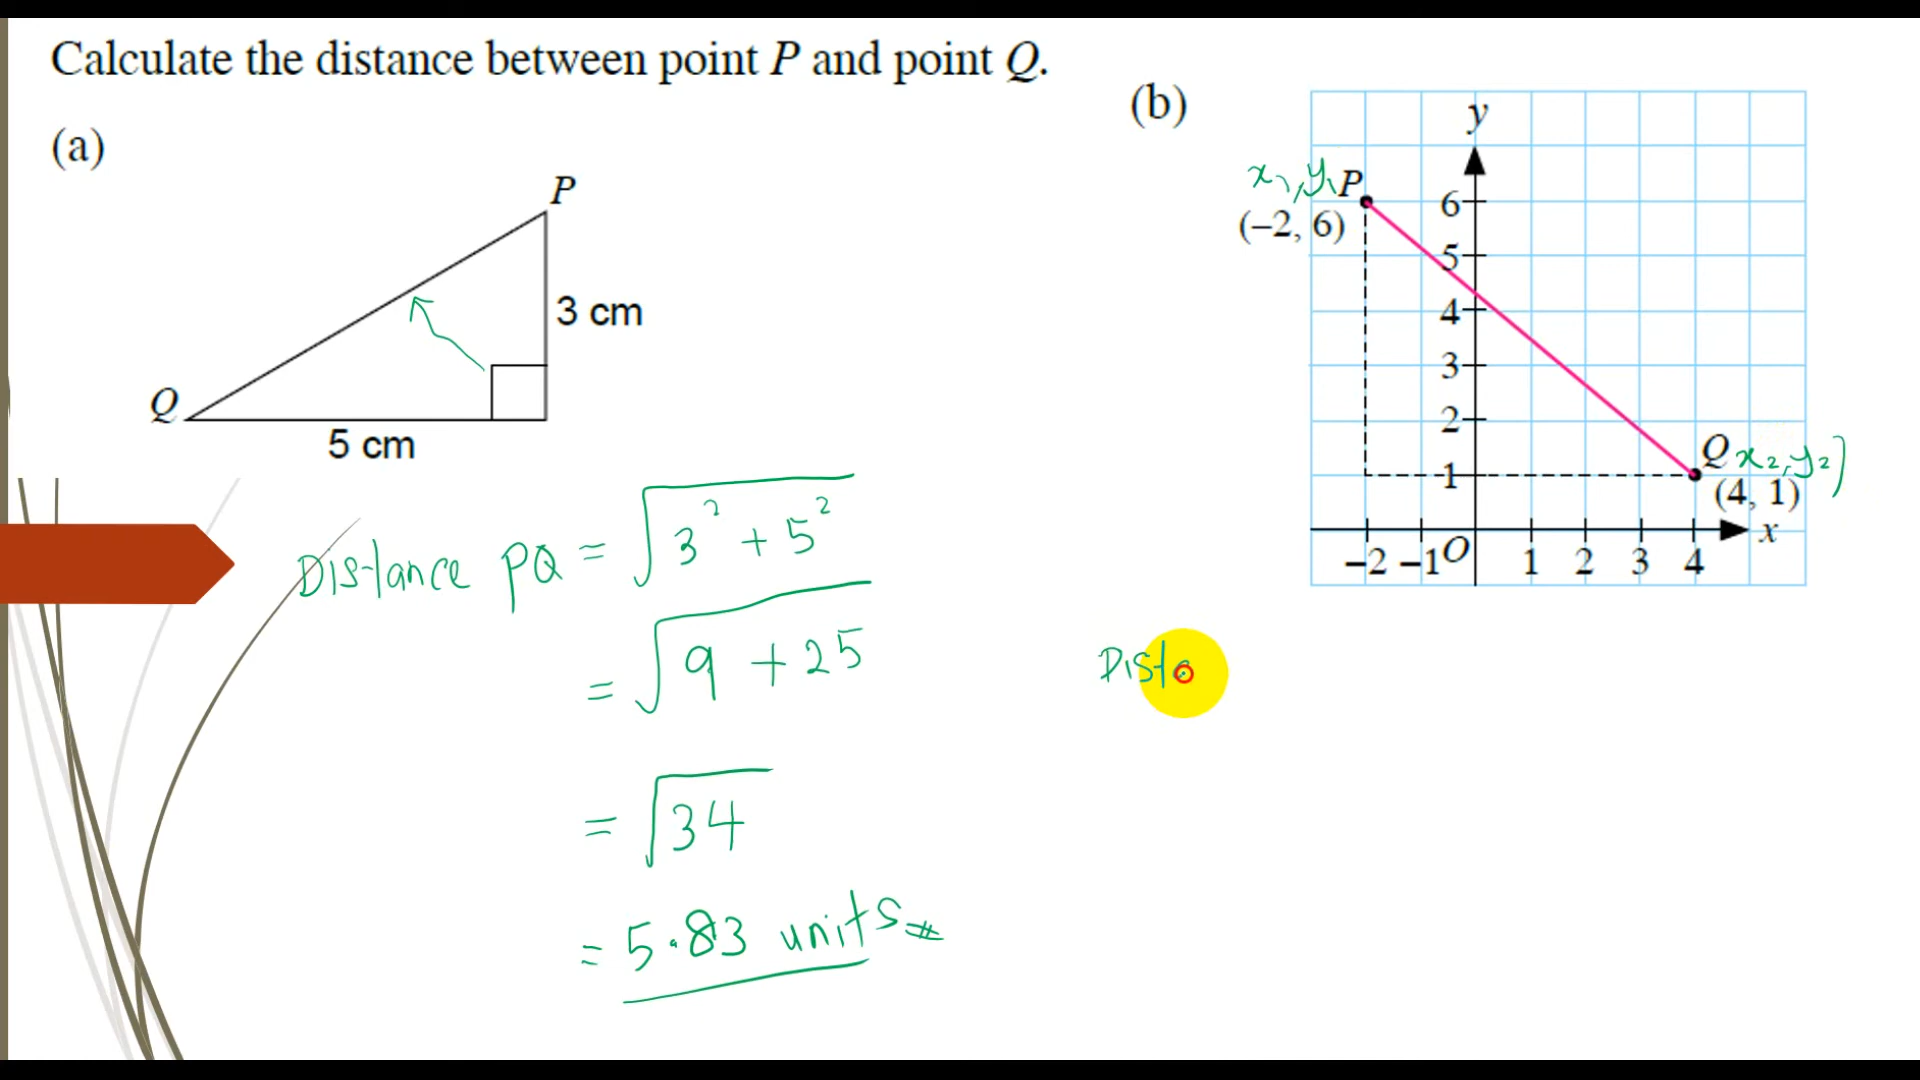 Calculate the distance between point P and point Q.
(a)
P
3 cm
Q
5 cm
Distance PQ = √3² + 5²
= √9 + 25
= √34
= 5.83 units
(b)
y
x₁, y₁ P
(–2, 6)
6
5
4
3
2
1
Q x₂, y₂)
(4, 1)
x
–2 –1 O 1 2 3 4
Dist